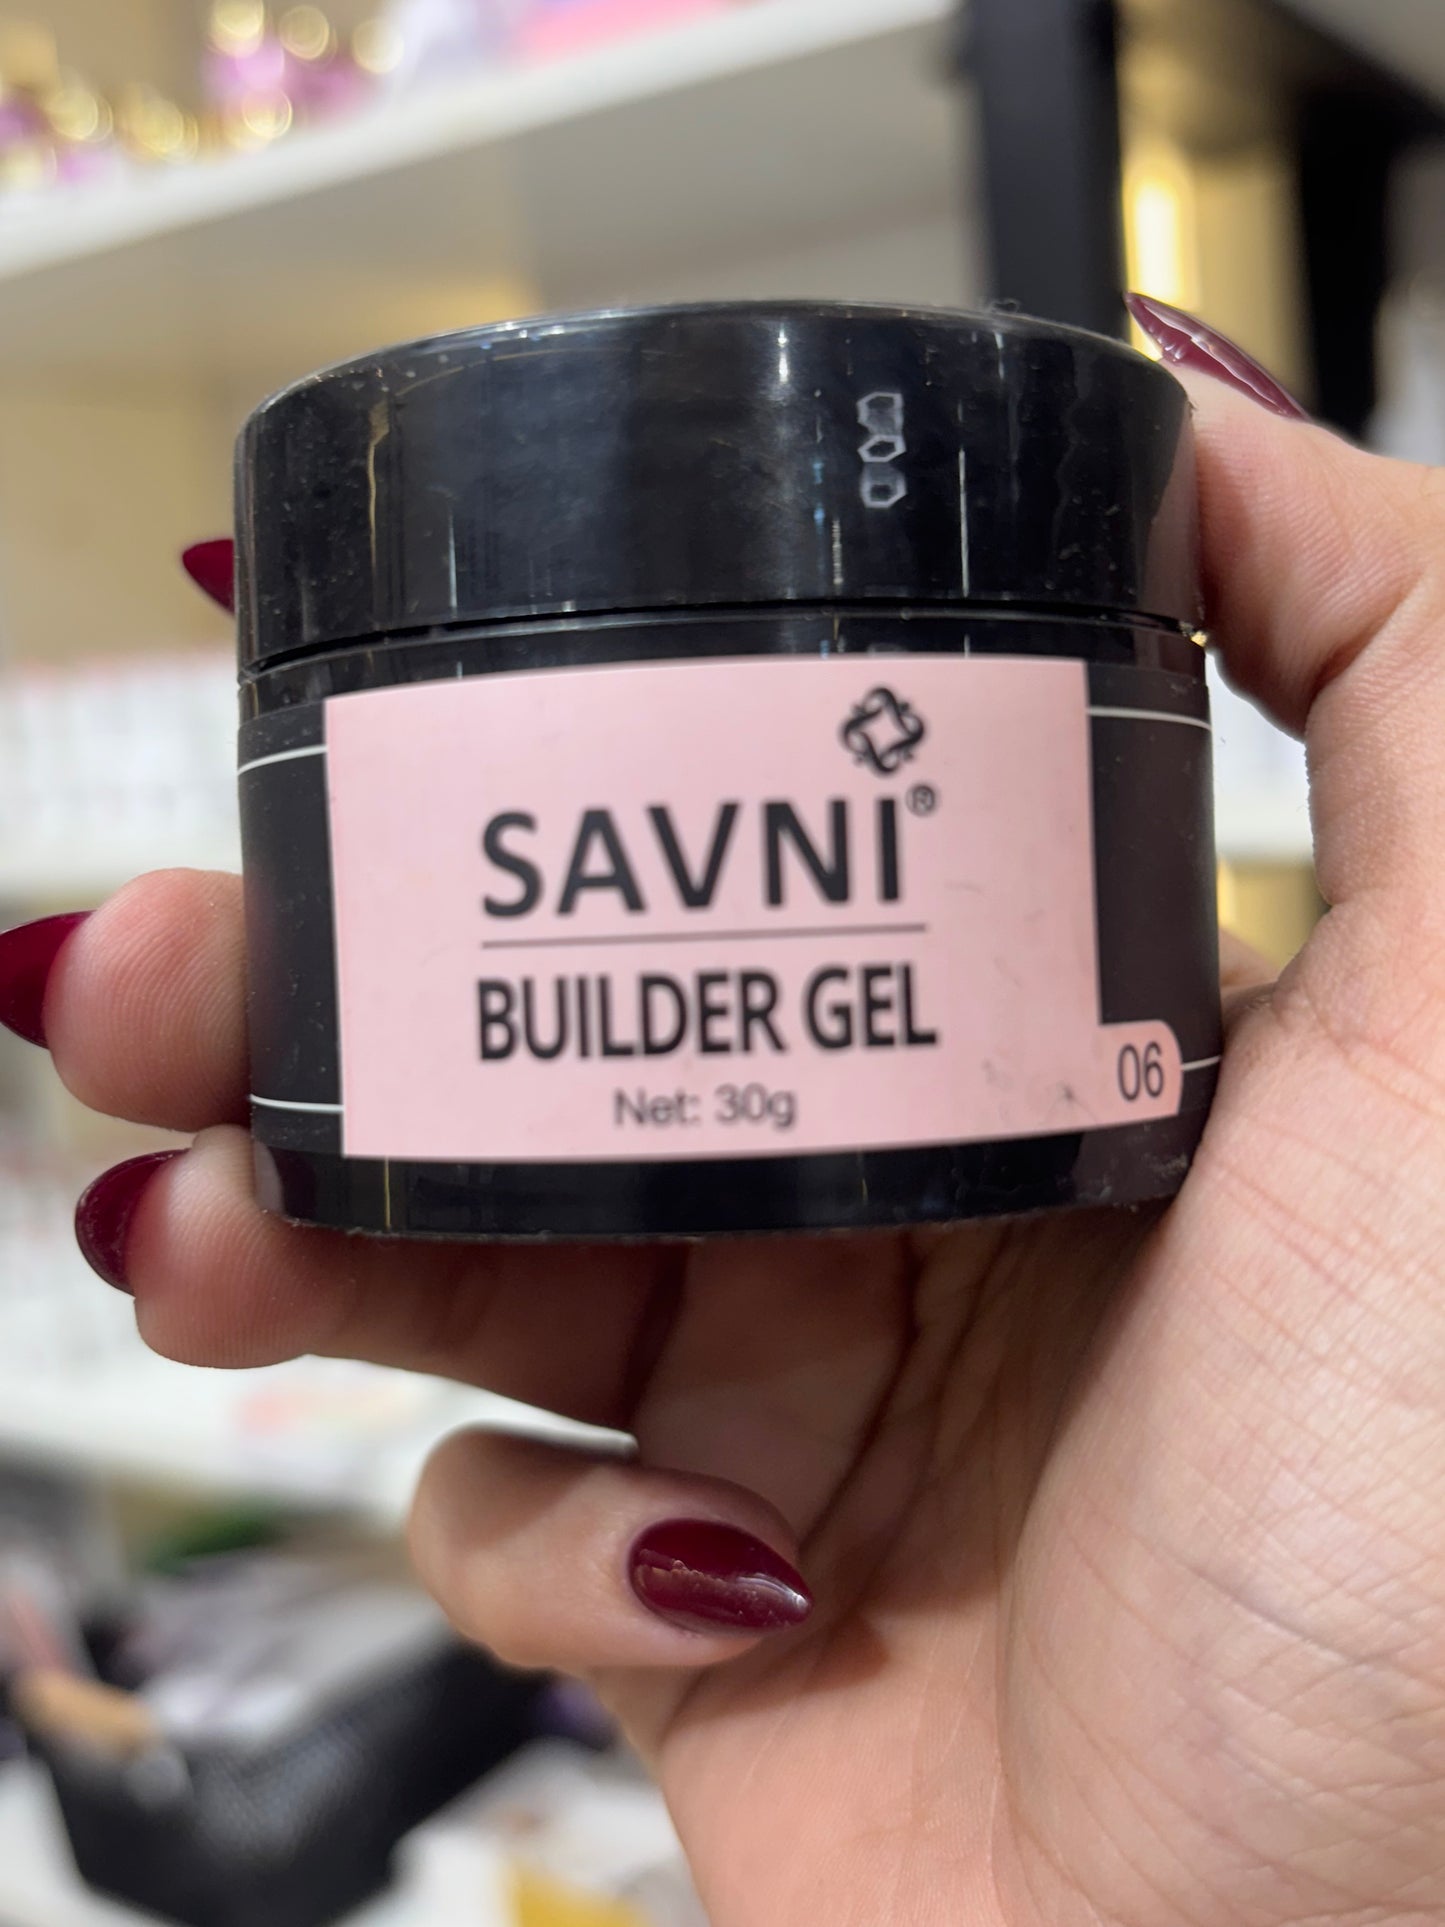 SAVNI®
BUILDER GEL
Net: 30g
06